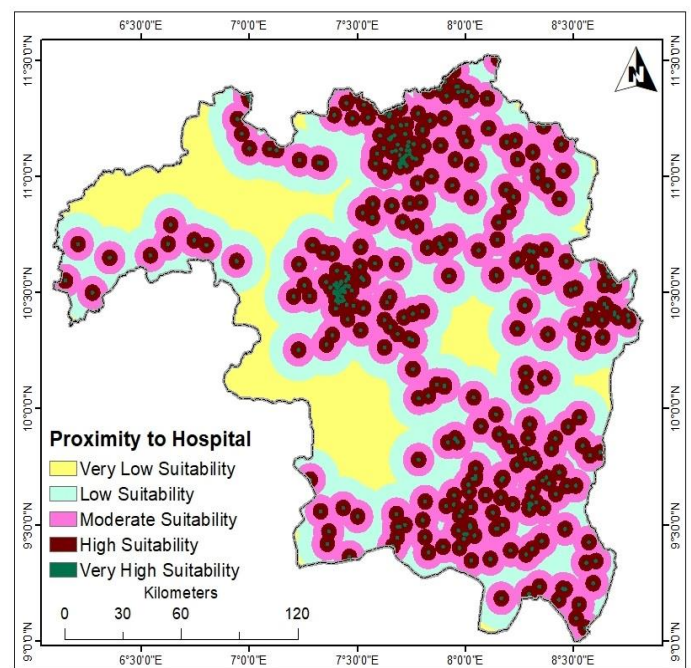 6°30'0"E 7°0'0"E 7°30'0"E 8°0'0"E 8°30'0"E
N
11°30'0"N 11°30'0"N
11°0'0"N 11°0'0"N
10°30'0"N 10°30'0"N
10°0'0"N 10°0'0"N
9°30'0"N 9°30'0"N
9°0'0"N 9°0'0"N
Proximity to Hospital
Very Low Suitability
Low Suitability
Moderate Suitability
High Suitability
Very High Suitability
Kilometers
0 30 60 120
6°30'0"E 7°0'0"E 7°30'0"E 8°0'0"E 8°30'0"E